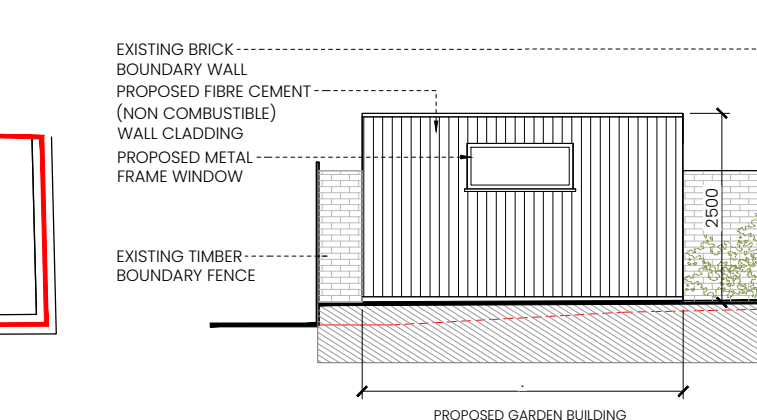 EXISTING BRICK
BOUNDARY WALL
PROPOSED FIBRE CEMENT
(NON COMBUSTIBLE)
WALL CLADDING
PROPOSED METAL
FRAME WINDOW
EXISTING TIMBER
BOUNDARY FENCE
2500
PROPOSED GARDEN BUILDING